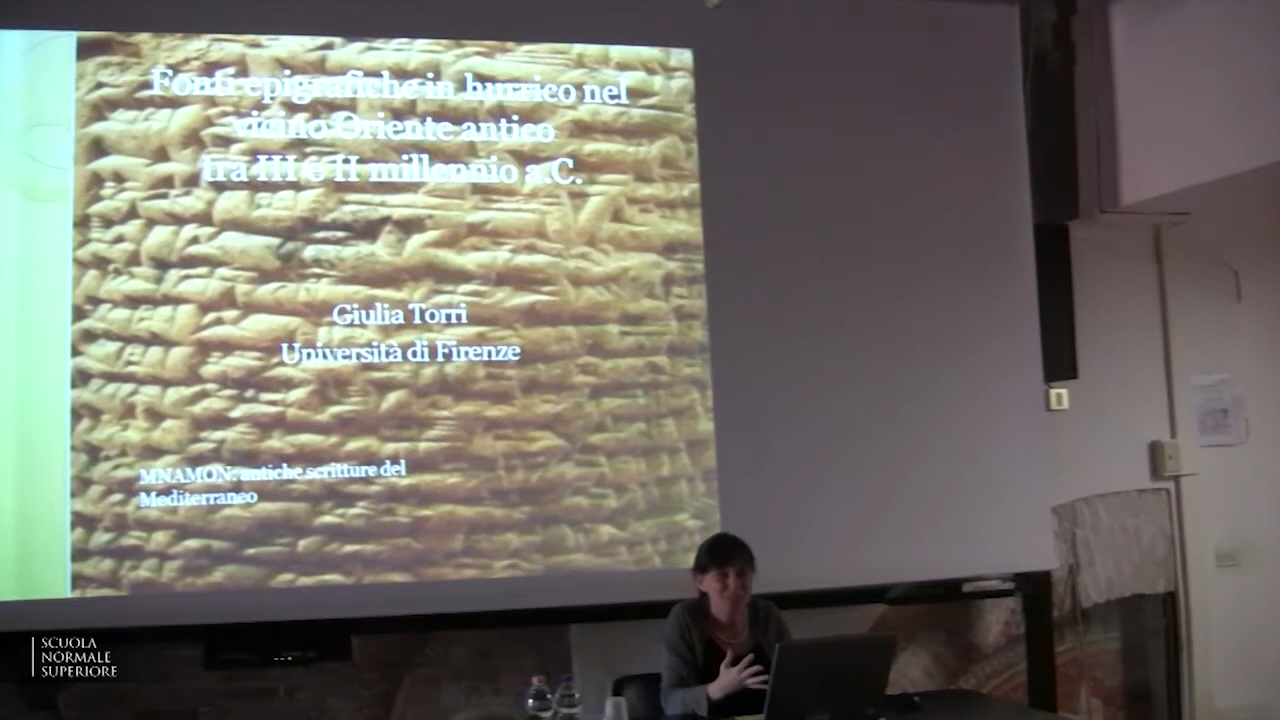 Fonti epigrafiche in hurrico nel
vicino Oriente antico
fra III e II millennio a.C.
Giulia Torri
Università di Firenze
MNAMON: antiche scritture del
Mediterraneo
SCUOLA
NORMALE
SUPERIORE